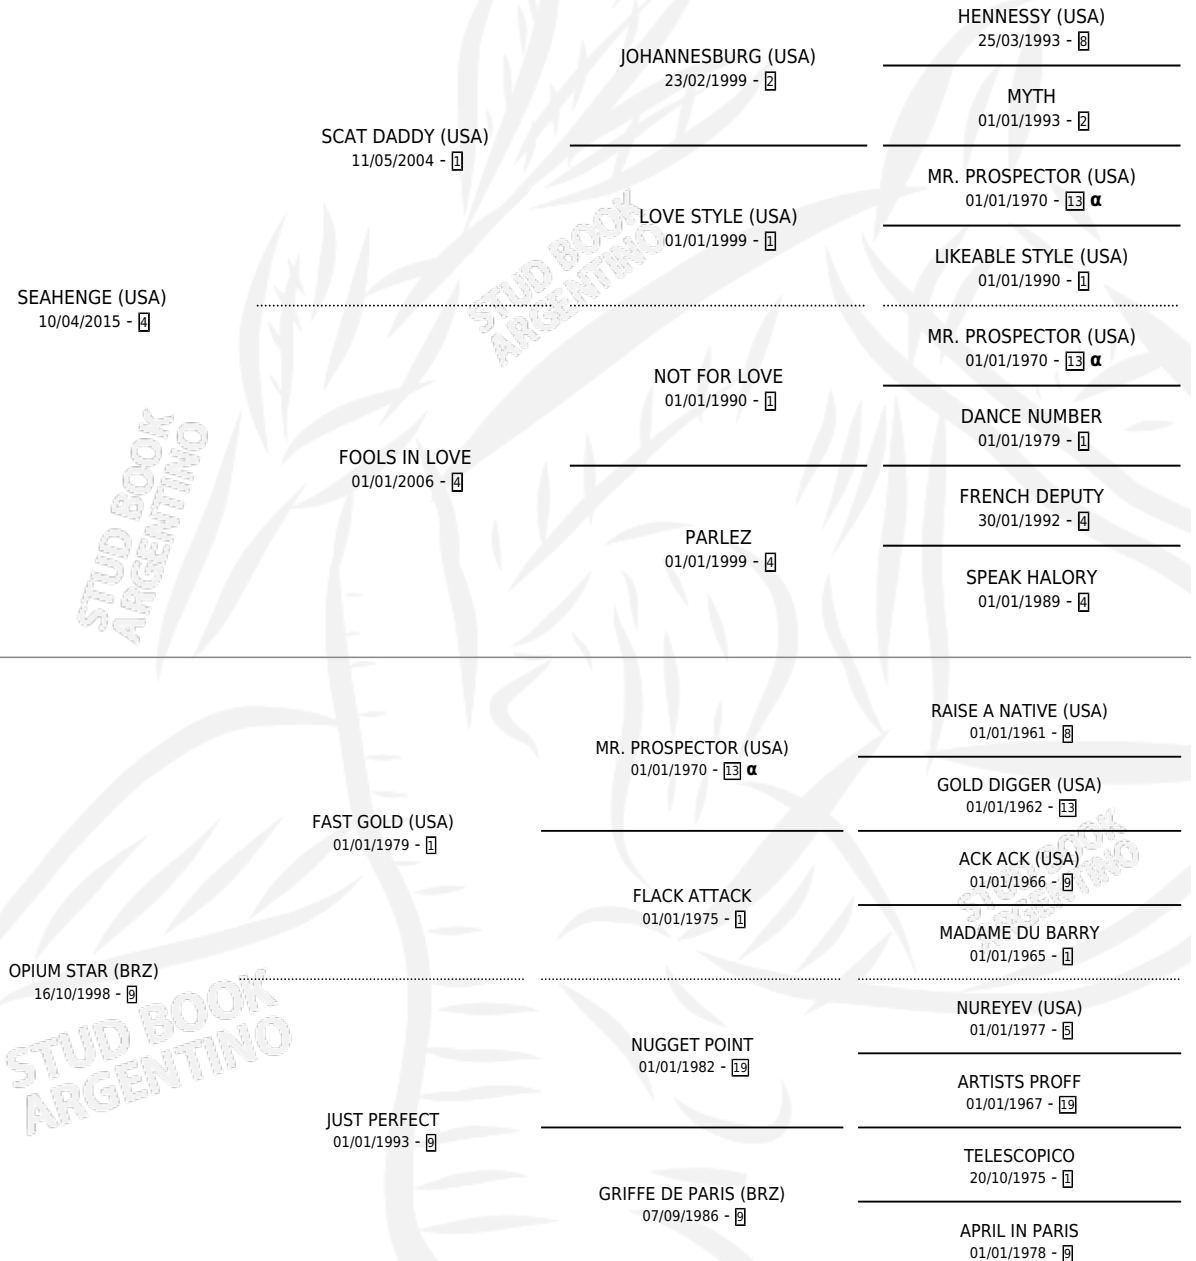 HENNESSY (USA)
25/03/1993 - 8
JOHANNESBURG (USA)
23/02/1999 - 2
MYTH
01/01/1993 - 2
SCAT DADDY (USA)
11/05/2004 - 1
MR. PROSPECTOR (USA)
01/01/1970 - 13 α
LOVE STYLE (USA)
01/01/1999 - 1
LIKEABLE STYLE (USA)
01/01/1990 - 1
SEAHENGE (USA)
10/04/2015 - 4
MR. PROSPECTOR (USA)
01/01/1970 - 13 α
NOT FOR LOVE
01/01/1990 - 1
DANCE NUMBER
01/01/1979 - 1
FOOLS IN LOVE
01/01/2006 - 4
FRENCH DEPUTY
30/01/1992 - 4
PARLEZ
01/01/1999 - 4
SPEAK HALORY
01/01/1989 - 4
RAISE A NATIVE (USA)
01/01/1961 - 8
MR. PROSPECTOR (USA)
01/01/1970 - 13 α
GOLD DIGGER (USA)
01/01/1962 - 13
FAST GOLD (USA)
01/01/1979 - 1
ACK ACK (USA)
01/01/1966 - 9
FLACK ATTACK
01/01/1975 - 1
MADAME DU BARRY
01/01/1965 - 1
OPIUM STAR (BRZ)
16/10/1998 - 9
NUREYEV (USA)
01/01/1977 - 5
NUGGET POINT
01/01/1982 - 19
ARTISTS PROFF
01/01/1967 - 19
JUST PERFECT
01/01/1993 - 9
TELESCOPICO
20/10/1975 - 1
GRIFFE DE PARIS (BRZ)
07/09/1986 - 9
APRIL IN PARIS
01/01/1978 - 9
STUD BOOK
ARGENTINO
STUD BOOK
ARGENTINO
STUD BOOK
ARGENTINO
STUD BOOK
ARGENTINO